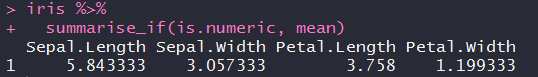 > iris %>%
+   summarise_if(is.numeric, mean)
  Sepal.Length Sepal.Width Petal.Length Petal.Width
1     5.843333    3.057333        3.758    1.199333